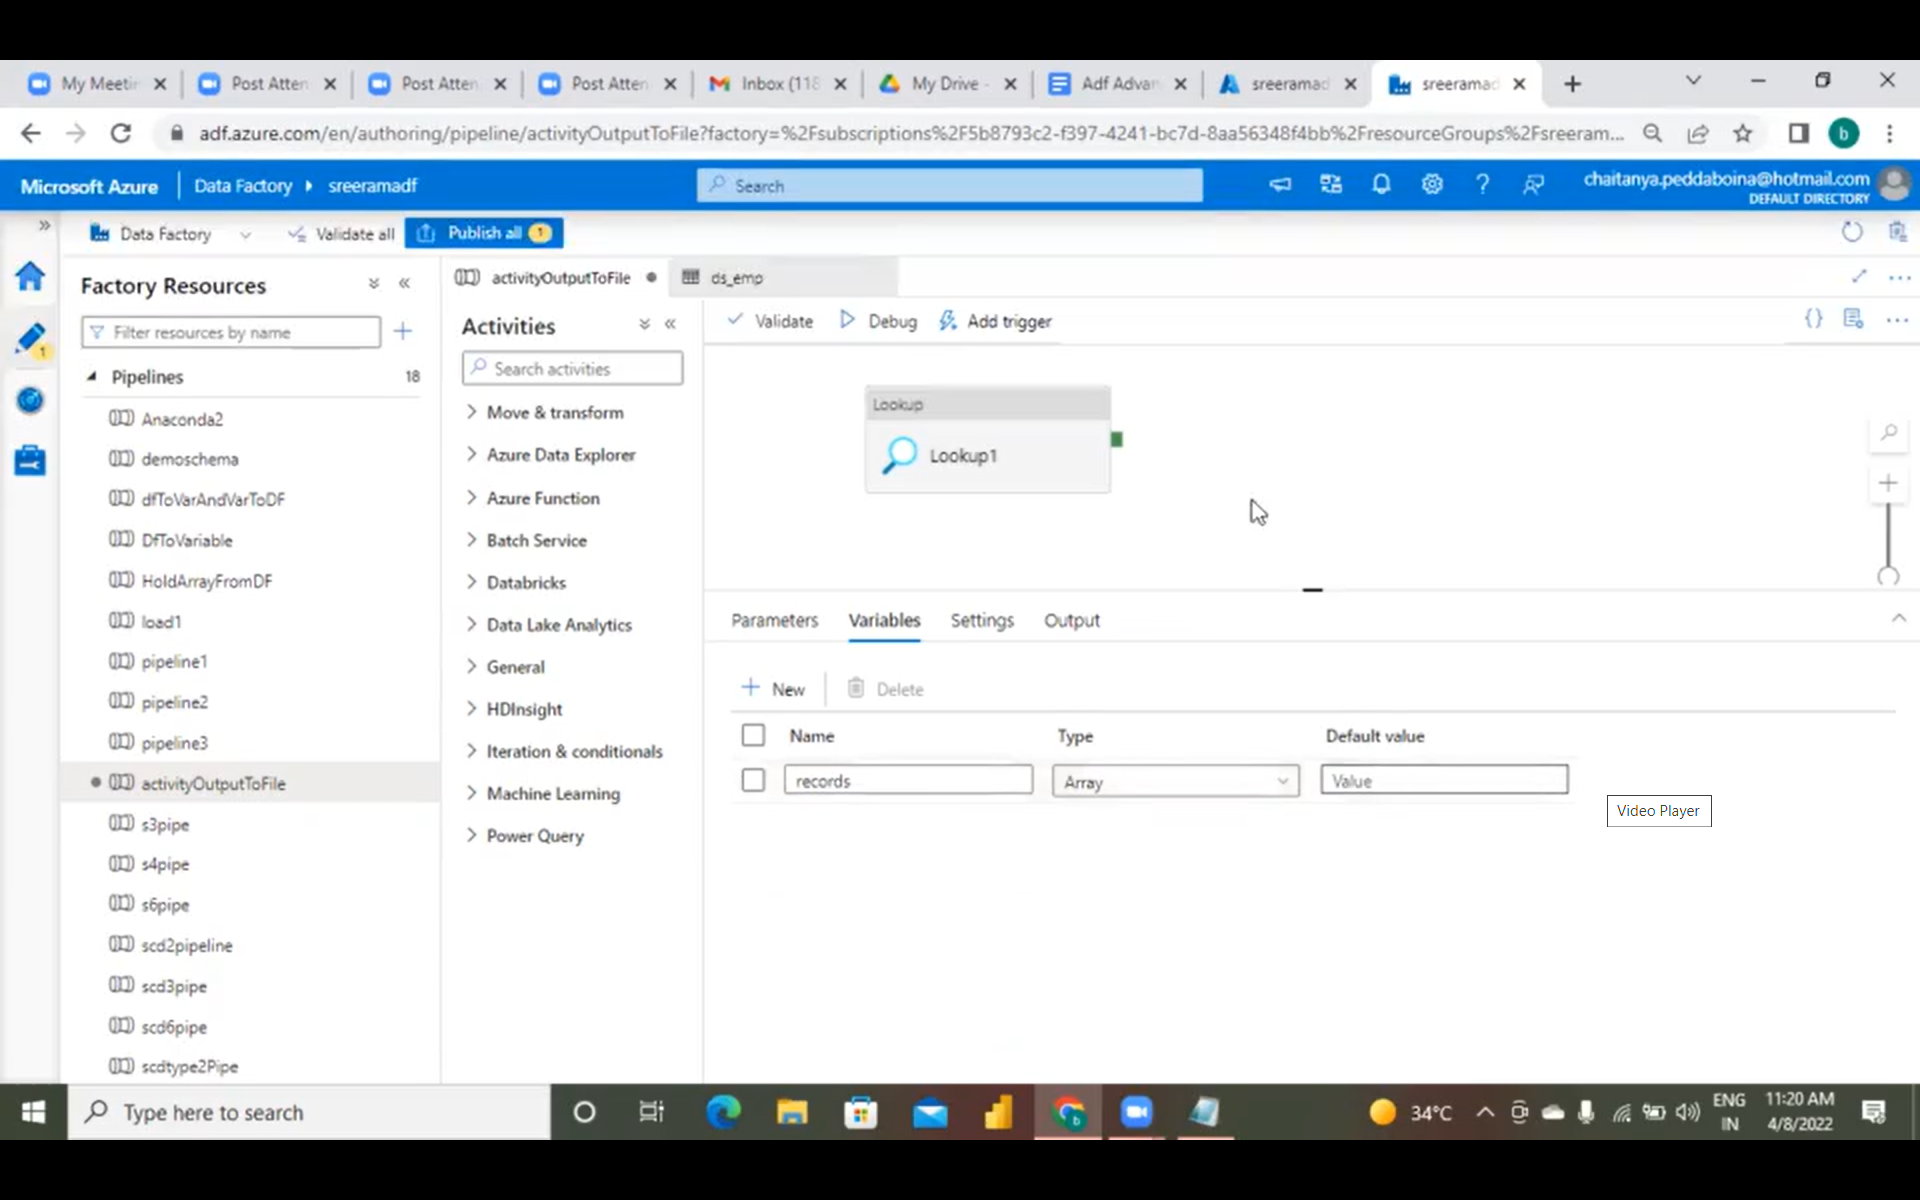 My Meetin
Post Atten
Post Atten
Post Atten
Inbox (118
My Drive -
Adf Advan
sreeramad
sreeramad
adf.azure.com/en/authoring/pipeline/activityOutputToFile?factory=%2Fsubscriptions%2F5b8793c2-f397-4241-bc7d-8aa56348f4bb%2FresourceGroups%2Fsreeram...
b
Microsoft Azure
Data Factory
sreeramadf
Search
chaitanya.peddaboina@hotmail.com
DEFAULT DIRECTORY
Data Factory
Validate all
Publish all 1
Factory Resources
Filter resources by name
1
Pipelines 18
Anaconda2
demoschema
dfToVarAndVarToDF
DfToVariable
HoldArrayFromDF
load1
pipeline1
pipeline2
pipeline3
activityOutputToFile
s3pipe
s4pipe
s6pipe
scd2pipeline
scd3pipe
scd6pipe
scdtype2Pipe
activityOutputToFile
ds_emp
Activities
Search activities
Move & transform
Azure Data Explorer
Azure Function
Batch Service
Databricks
Data Lake Analytics
General
HDInsight
Iteration & conditionals
Machine Learning
Power Query
Validate
Debug
Add trigger
Lookup
Lookup1
Parameters
Variables
Settings
Output
New
Delete
Name Type Default value
records Array Value
Video Player
Type here to search
34°C
ENG
IN
11:20 AM
4/8/2022